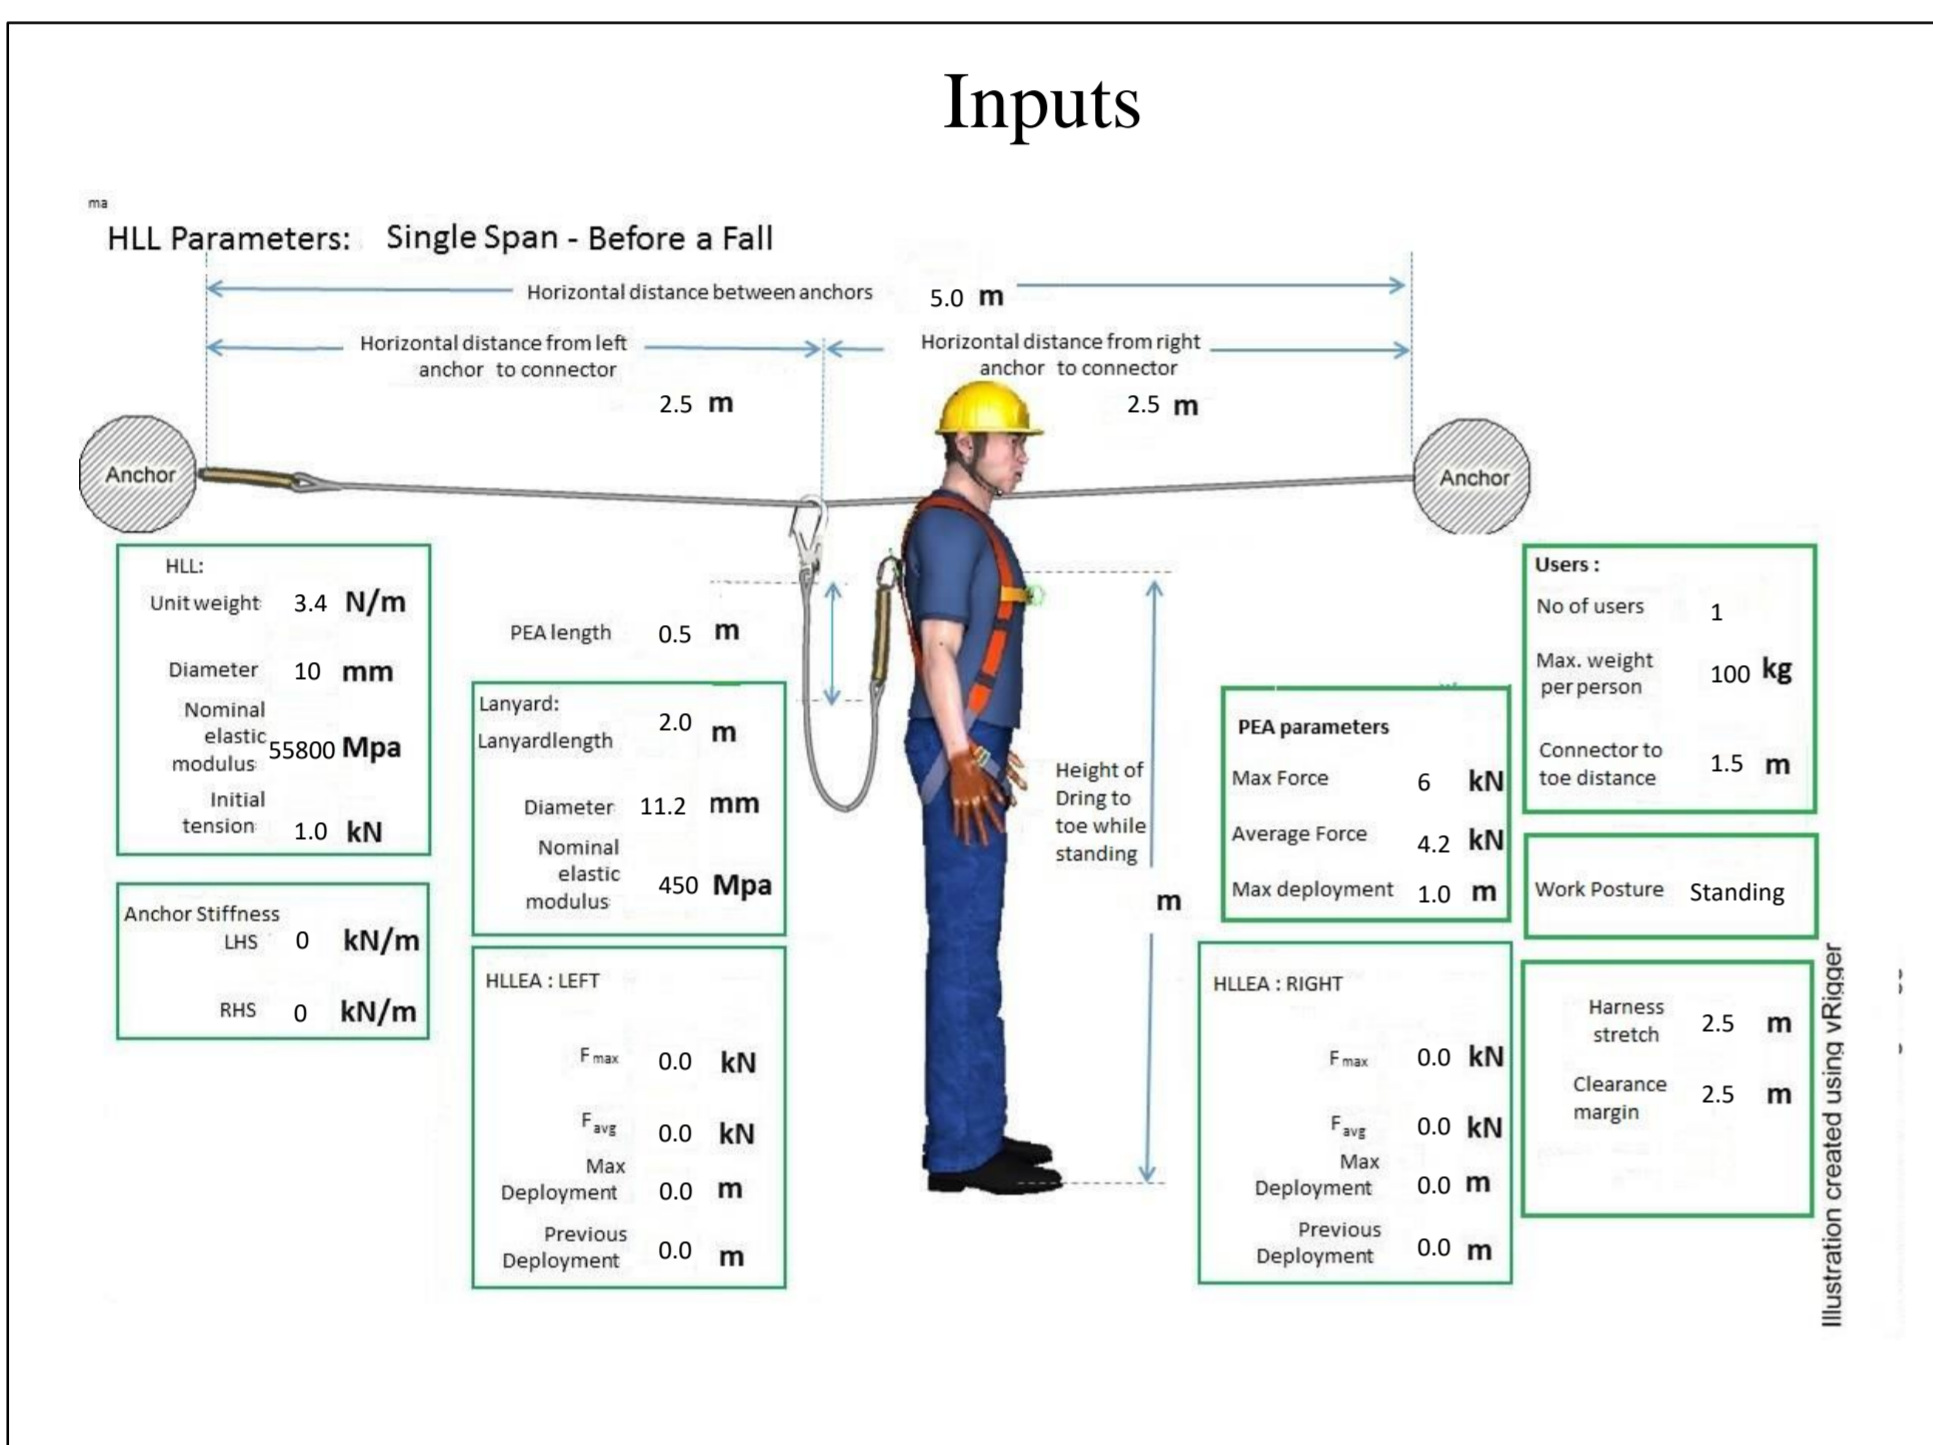 Inputs
ma
HLL Parameters: Single Span - Before a Fall
Horizontal distance between anchors 5.0 m
Horizontal distance from left
anchor to connector
2.5 m
Horizontal distance from right
anchor to connector
2.5 m
Anchor
Anchor
HLL:
Unit weight 3.4 N/m
Diameter 10 mm
Nominal
elastic
modulus 55800 Mpa
Initial
tension 1.0 kN
Anchor Stiffness
LHS 0 kN/m
RHS 0 kN/m
PEA length 0.5 m
Lanyard:
Lanyardlength 2.0 m
Diameter 11.2 mm
Nominal
elastic
modulus 450 Mpa
HLLEA : LEFT
Fmax 0.0 kN
Favg 0.0 kN
Max
Deployment 0.0 m
Previous
Deployment 0.0 m
Height of
Dring to
toe while
standing
m
PEA parameters
Max Force 6 kN
Average Force 4.2 kN
Max deployment 1.0 m
HLLEA : RIGHT
Fmax 0.0 kN
Favg 0.0 kN
Max
Deployment 0.0 m
Previous
Deployment 0.0 m
Users :
No of users 1
Max. weight
per person 100 kg
Connector to
toe distance 1.5 m
Work Posture Standing
Harness
stretch 2.5 m
Clearance
margin 2.5 m
Illustration created using vRigger